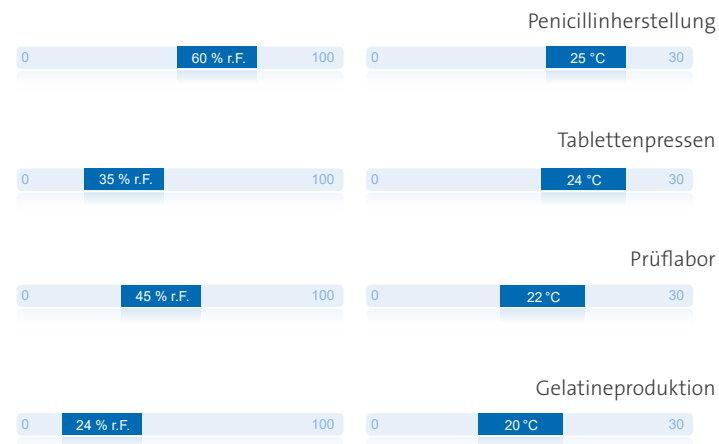 Penicillinherstellung
0 60 % r.F. 100 0 25 °C 30
Tablettenpressen
0 35 % r.F. 100 0 24 °C 30
Prüflabor
0 45 % r.F. 100 0 22 °C 30
Gelatineproduktion
0 24 % r.F. 100 0 20 °C 30